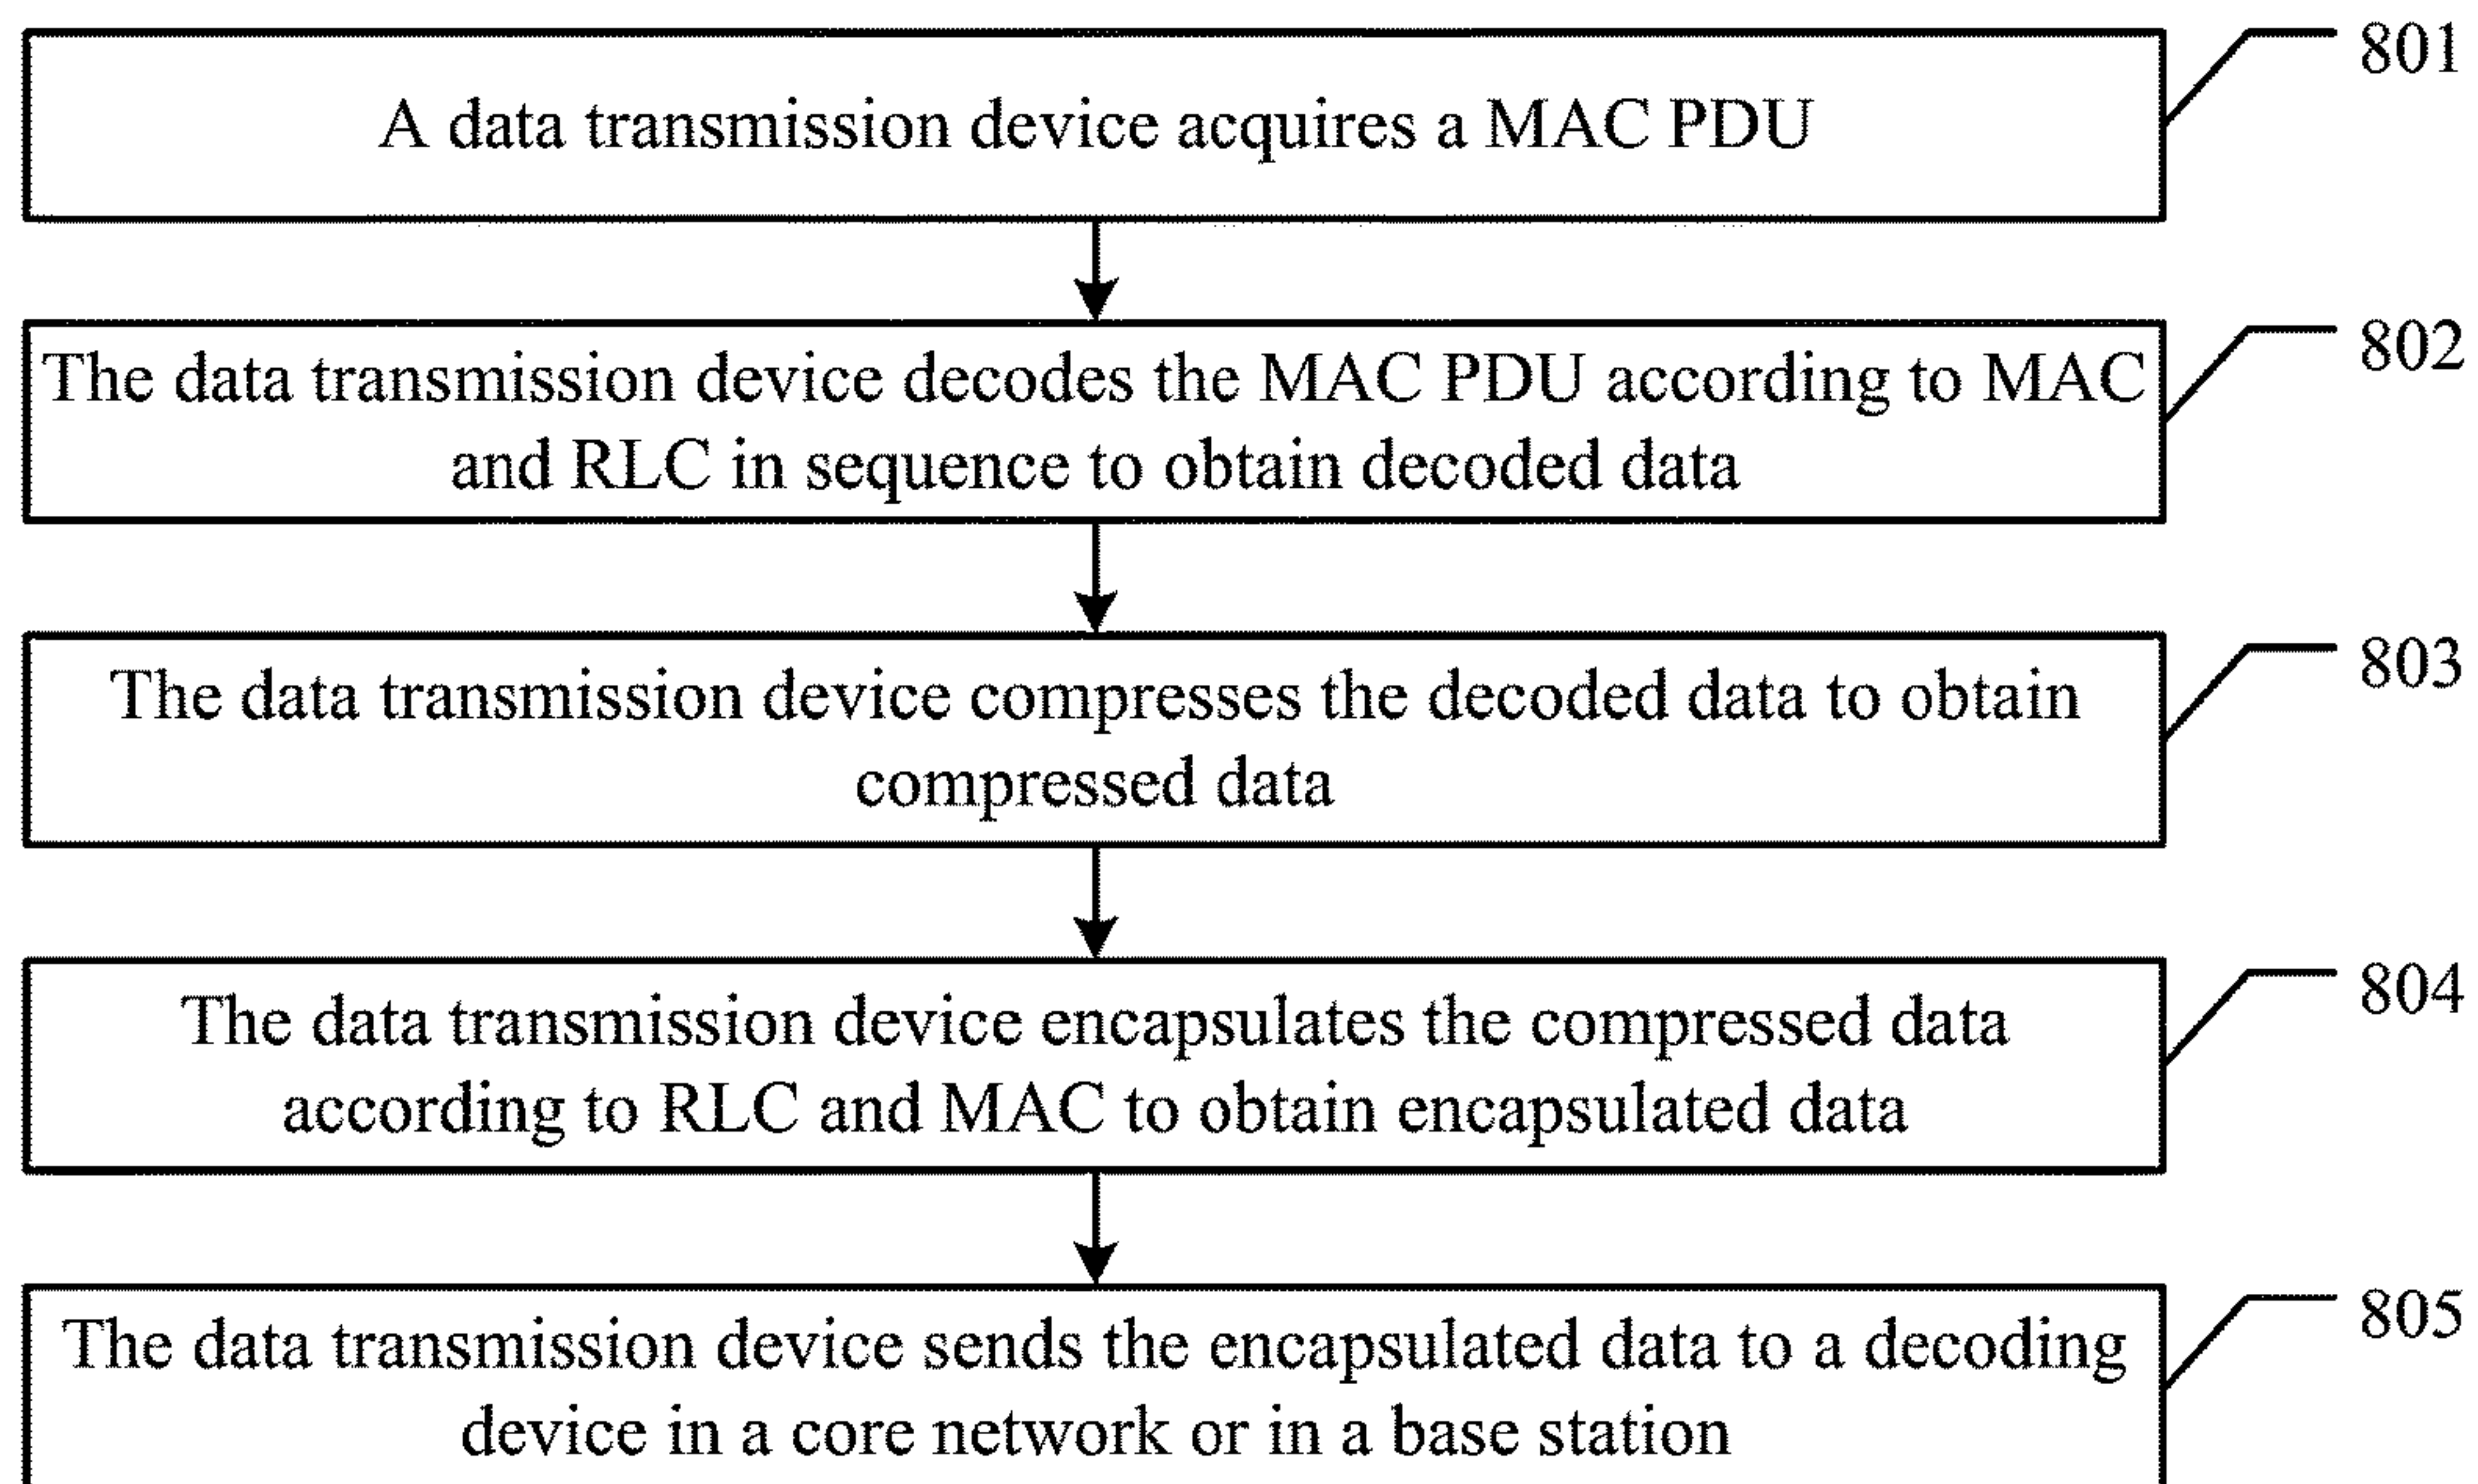 801
A data transmission device acquires a MAC PDU
802
The data transmission device decodes the MAC PDU according to MAC
and RLC in sequence to obtain decoded data
803
The data transmission device compresses the decoded data to obtain
compressed data
804
The data transmission device encapsulates the compressed data
according to RLC and MAC to obtain encapsulated data
805
The data transmission device sends the encapsulated data to a decoding
device in a core network or in a base station